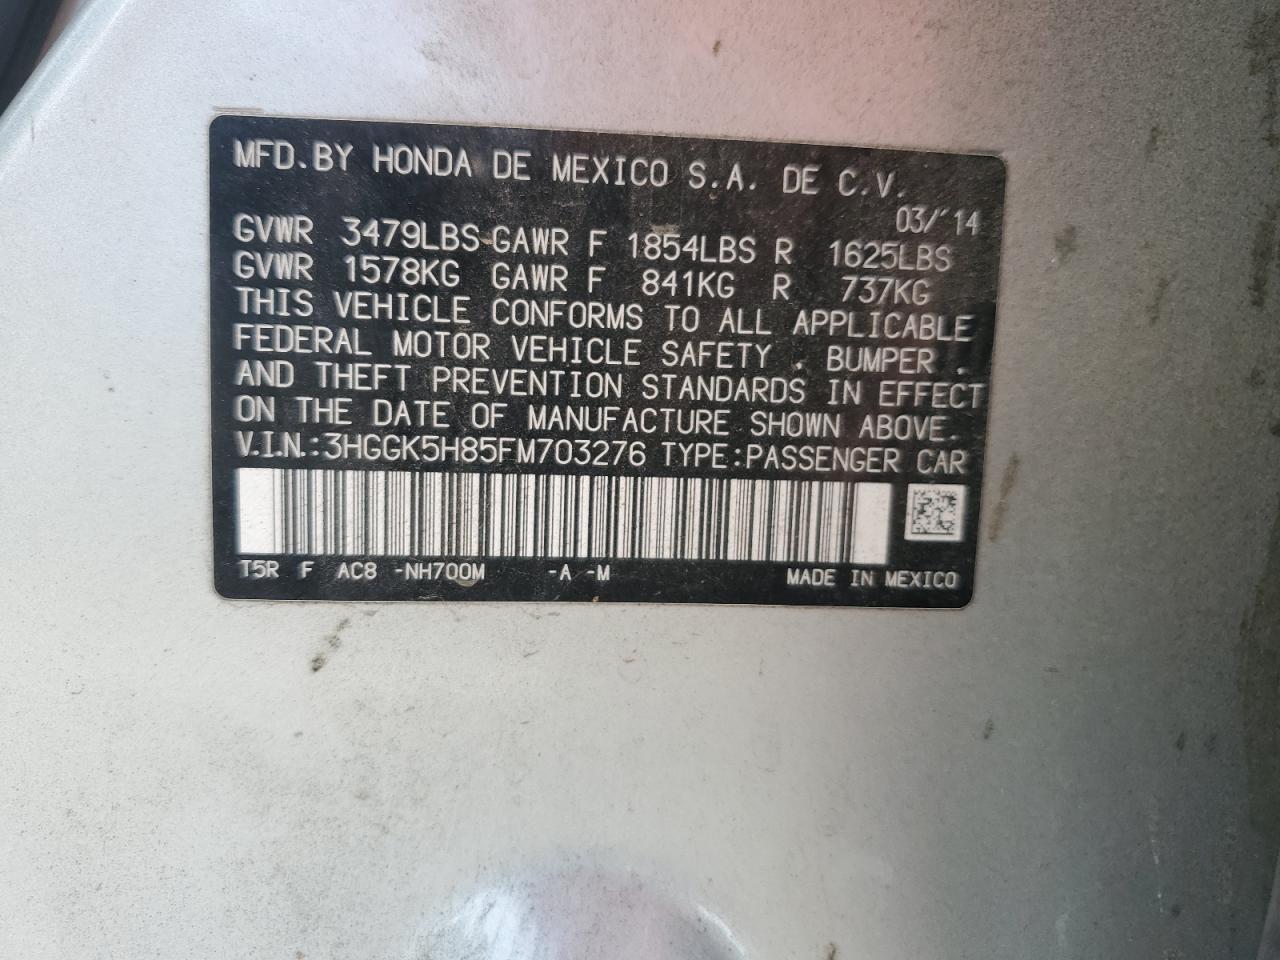 MFD.BY HONDA DE MEXICO S.A. DE C.V.
03/'14
GVWR 3479LBS GAWR F 1854LBS R 1625LBS
GVWR 1578KG GAWR F 841KG R 737KG
THIS VEHICLE CONFORMS TO ALL APPLICABLE
FEDERAL MOTOR VEHICLE SAFETY , BUMPER ,
AND THEFT PREVENTION STANDARDS IN EFFECT
ON THE DATE OF MANUFACTURE SHOWN ABOVE.
V.I.N.:3HGGK5H85FM703276 TYPE:PASSENGER CAR
T5R F AC8 -NH700M -A -M MADE IN MEXICO